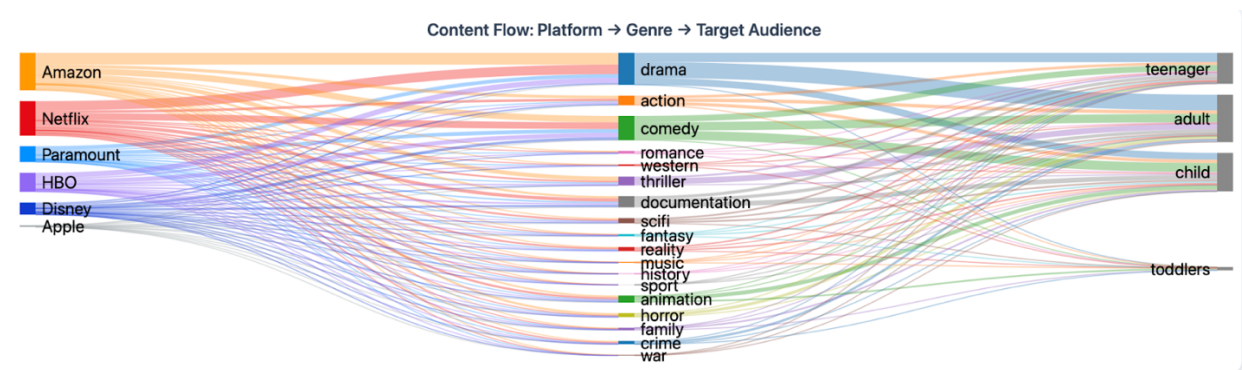 Content Flow: Platform → Genre → Target Audience
Amazon
Netflix
Paramount
HBO
Disney
Apple
drama
action
comedy
romance
western
thriller
documentation
scifi
fantasy
reality
music
history
sport
animation
horror
family
crime
war
teenager
adult
child
toddlers